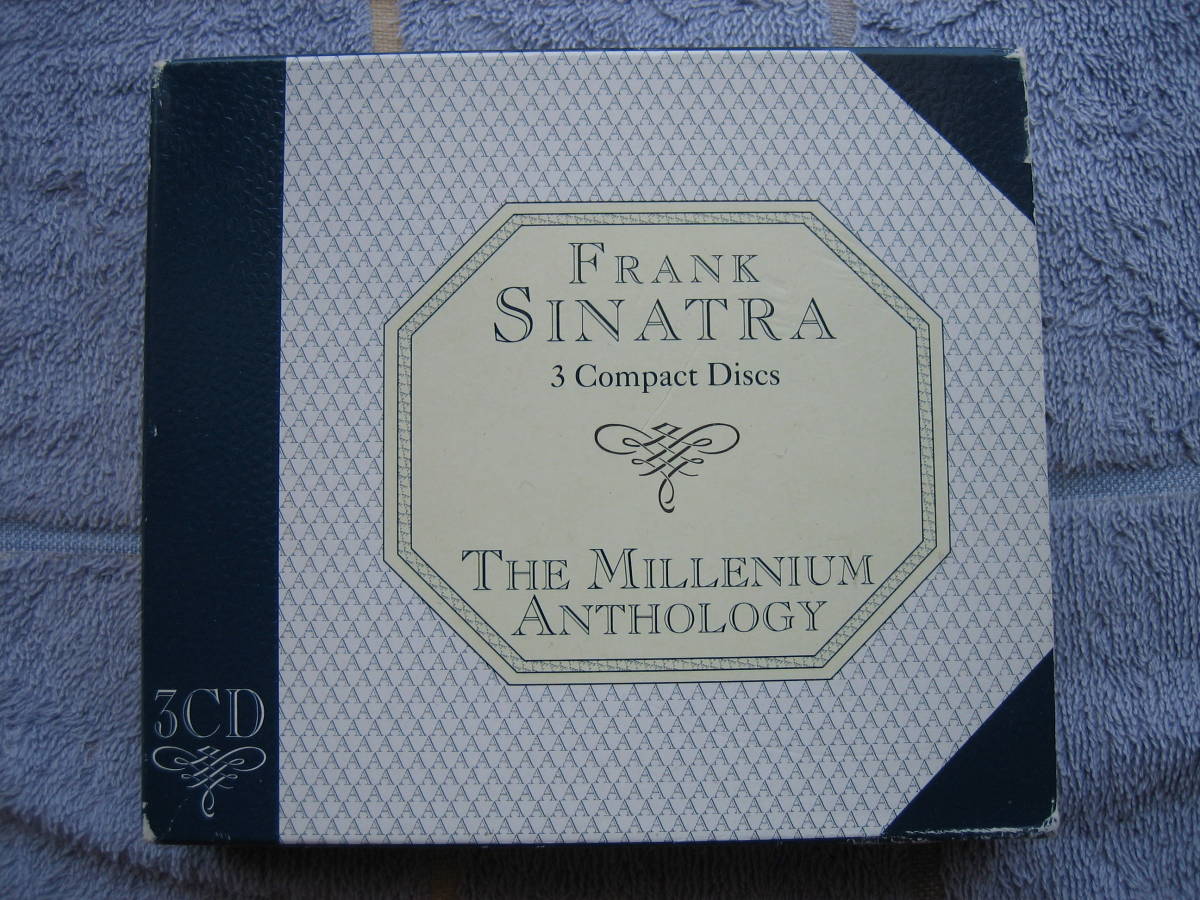 FRANK
SINATRA
3 Compact Discs
THE MILLENIUM
ANTHOLOGY
3CD